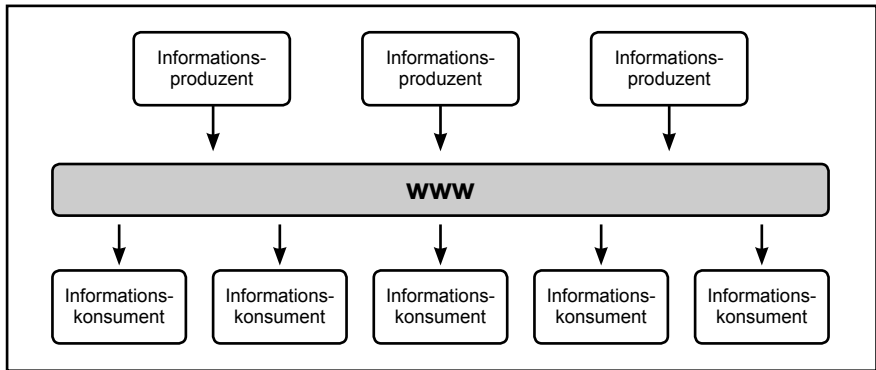 Informations-
produzent
Informations-
produzent
Informations-
produzent
WWW
Informations-
konsument
Informations-
konsument
Informations-
konsument
Informations-
konsument
Informations-
konsument